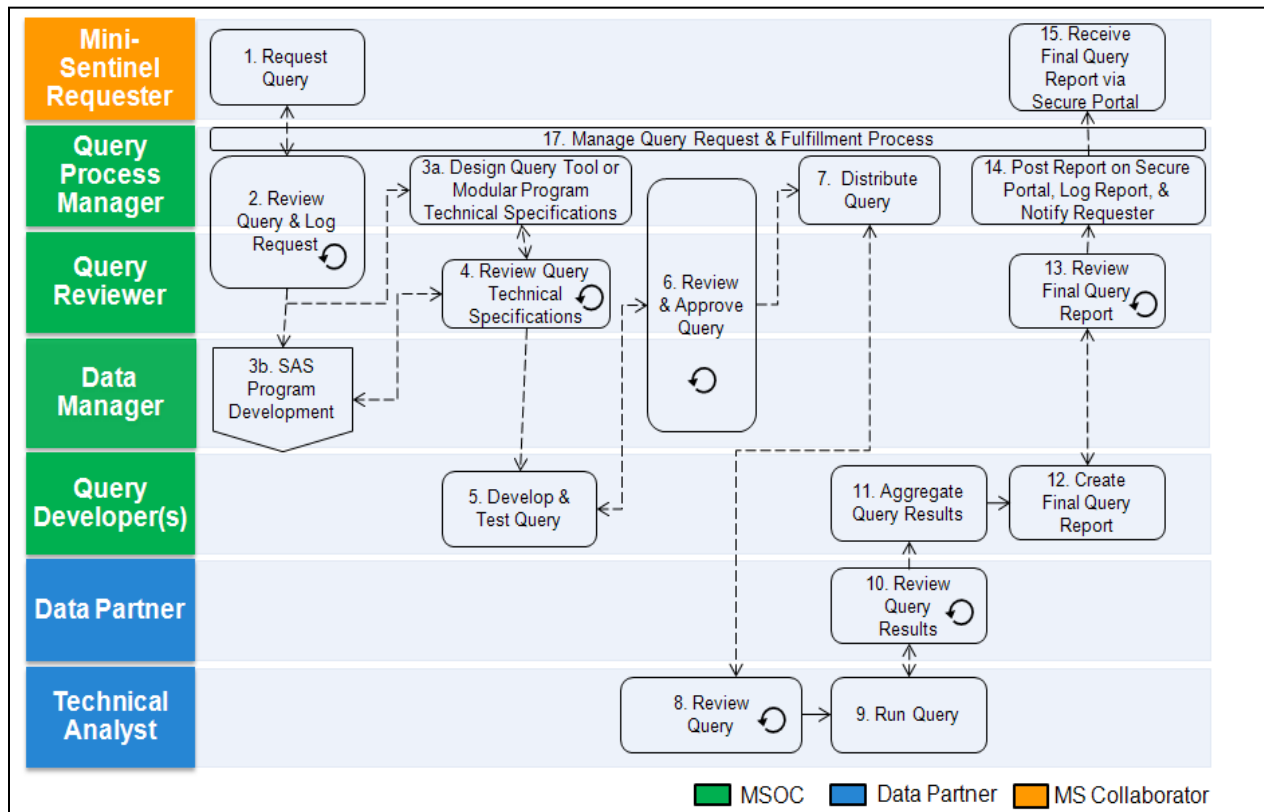 Mini-
Sentinel
Requester
1. Request
Query
15. Receive
Final Query
Report via
Secure Portal
Query
Process
Manager
17. Manage Query Request & Fulfillment Process
2. Review
Query & Log
Request
3a. Design Query Tool or
Modular Program
Technical Specifications
7. Distribute
Query
14. Post Report on Secure
Portal, Log Report, &
Notify Requester
Query
Reviewer
4. Review Query
Technical
Specifications
6. Review
& Approve
Query
13. Review
Final Query
Report
Data
Manager
3b. SAS
Program
Development
Query
Developer(s)
5. Develop &
Test Query
11. Aggregate
Query Results
12. Create
Final Query
Report
Data Partner
10. Review
Query
Results
Technical
Analyst
8. Review
Query
9. Run Query
MSOC
Data Partner
MS Collaborator